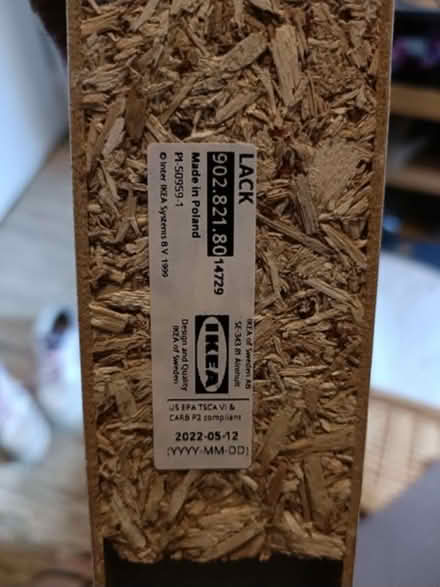 LACK
902.821.80 14729
Made in Poland
PI-50959-1
© Inter IKEA Systems B V 1999
IKEA of Sweden AB
SE-343 81 Älmhult
IKEA
Design and Quality
IKEA of Sweden
US EPA TSCA VI &
CARB P2 compliant
2022-05-12
(YYYY-MM-DD)